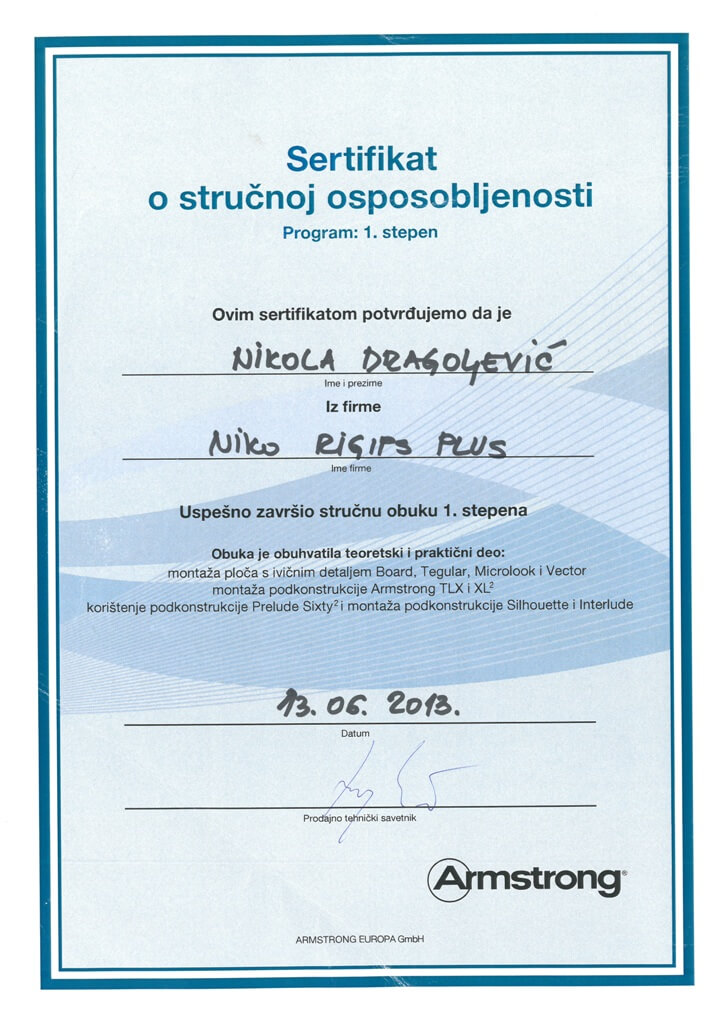 Sertifikat
o stručnoj osposobljenosti
Program: 1. stepen
Ovim sertifikatom potvrđujemo da je
NIKOLA DRAGOLJEVIĆ
Ime i prezime
Iz firme
NIKO RIGIPS PLUS
Ime firme
Uspešno završio stručnu obuku 1. stepena
Obuka je obuhvatila teoretski i praktični deo:
montaža ploča s ivičnim detaljem Board, Tegular, Microlook i Vector
montaža podkonstrukcije Armstrong TLX i XL²
korištenje podkonstrukcije Prelude Sixty² i montaža podkonstrukcije Silhouette i Interlude
13. 06. 2013.
Datum
Prodajno tehnički savetnik
Armstrong®
ARMSTRONG EUROPA GmbH